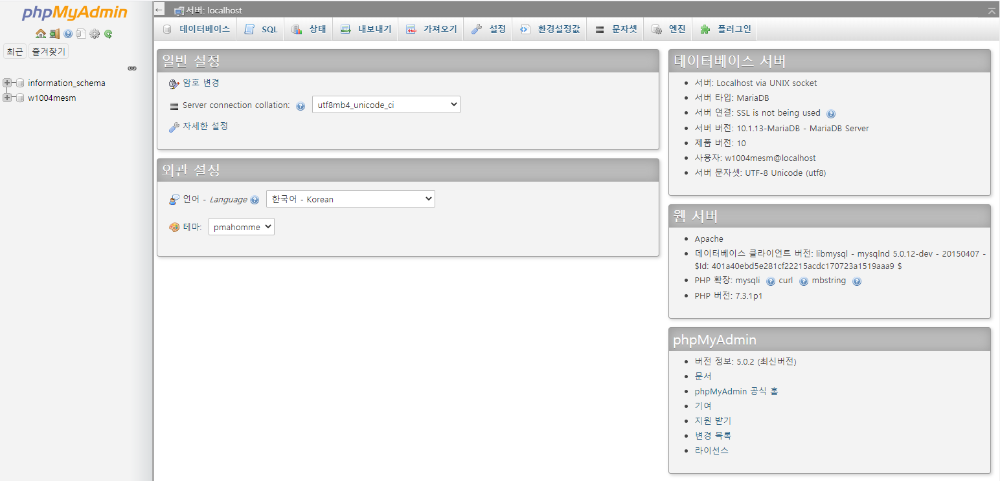 phpMyAdmin
최근 즐겨찾기
information_schema
w1004mesm
서버: localhost
데이터베이스 SQL 상태 내보내기 가져오기 설정 환경설정값 문자셋 엔진 플러그인
일반 설정
암호 변경
Server connection collation: utf8mb4_unicode_ci
자세한 설정
외관 설정
언어 - Language 한국어 - Korean
테마: pmahomme
데이터베이스 서버
서버: Localhost via UNIX socket
서버 타입: MariaDB
서버 연결: SSL is not being used
서버 버전: 10.1.13-MariaDB - MariaDB Server
제품 버전: 10
사용자: w1004mesm@localhost
서버 문자셋: UTF-8 Unicode (utf8)
웹 서버
Apache
데이터베이스 클라이언트 버전: libmysql - mysqlnd 5.0.12-dev - 20150407 -
$Id: 401a40ebd5e281cf22215acdc170723a1519aaa9 $
PHP 확장: mysqli curl mbstring
PHP 버전: 7.3.1p1
phpMyAdmin
버전 정보: 5.0.2 (최신버전)
문서
phpMyAdmin 공식 홈
기여
지원 받기
변경 목록
라이선스